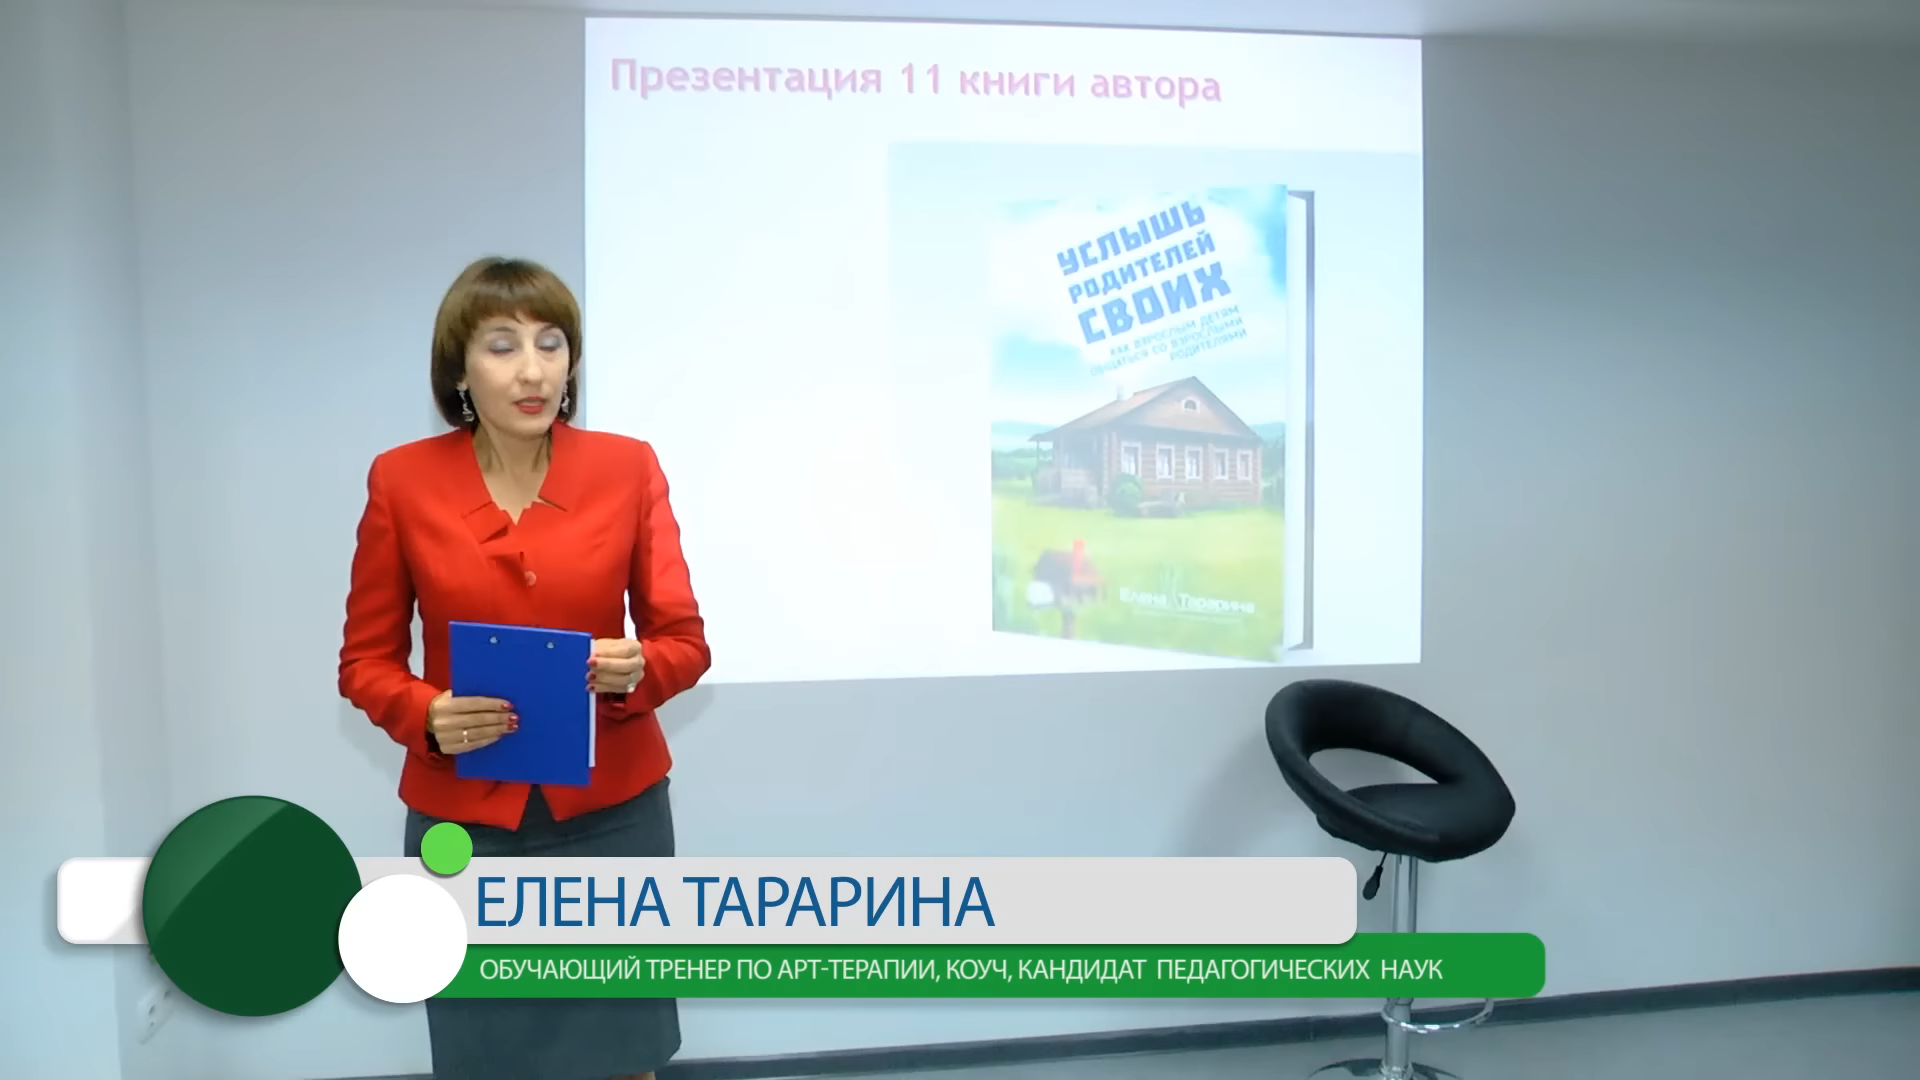 Презентация 11 книги автора
УСЛЫШЬ
РОДИТЕЛЕЙ
СВОИХ
КАК ВЗРОСЛЫМ ДЕТЯМ
ОБЩАТЬСЯ СО ВЗРОСЛЫМИ
РОДИТЕЛЯМИ
Елена Тарарина
ЕЛЕНА ТАРАРИНА
ОБУЧАЮЩИЙ ТРЕНЕР ПО АРТ-ТЕРАПИИ, КОУЧ, КАНДИДАТ ПЕДАГОГИЧЕСКИХ НАУК